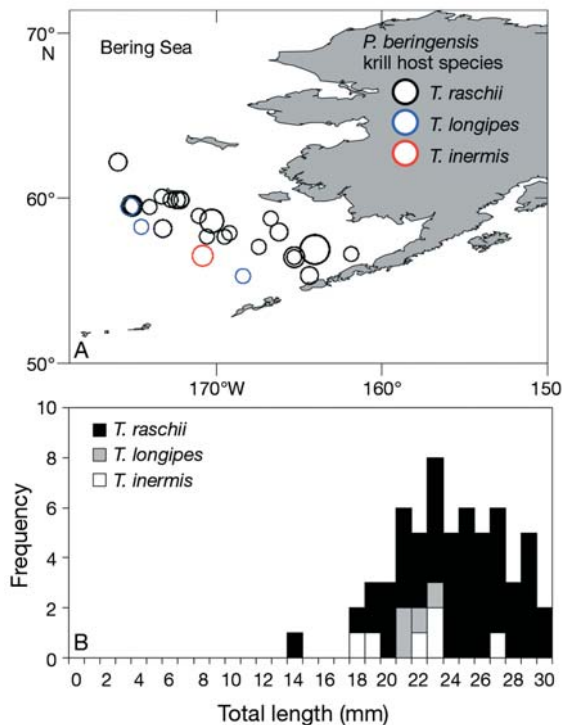 70°
N
Bering Sea
P. beringensis
krill host species
T. raschii
T. longipes
T. inermis
60°
50°
A
170°W
160°
150
10
8
6
4
2
0
Frequency
T. raschii
T. longipes
T. inermis
B
0 2 4 6 8 10 12 14 16 18 20 22 24 26 28 30
Total length (mm)